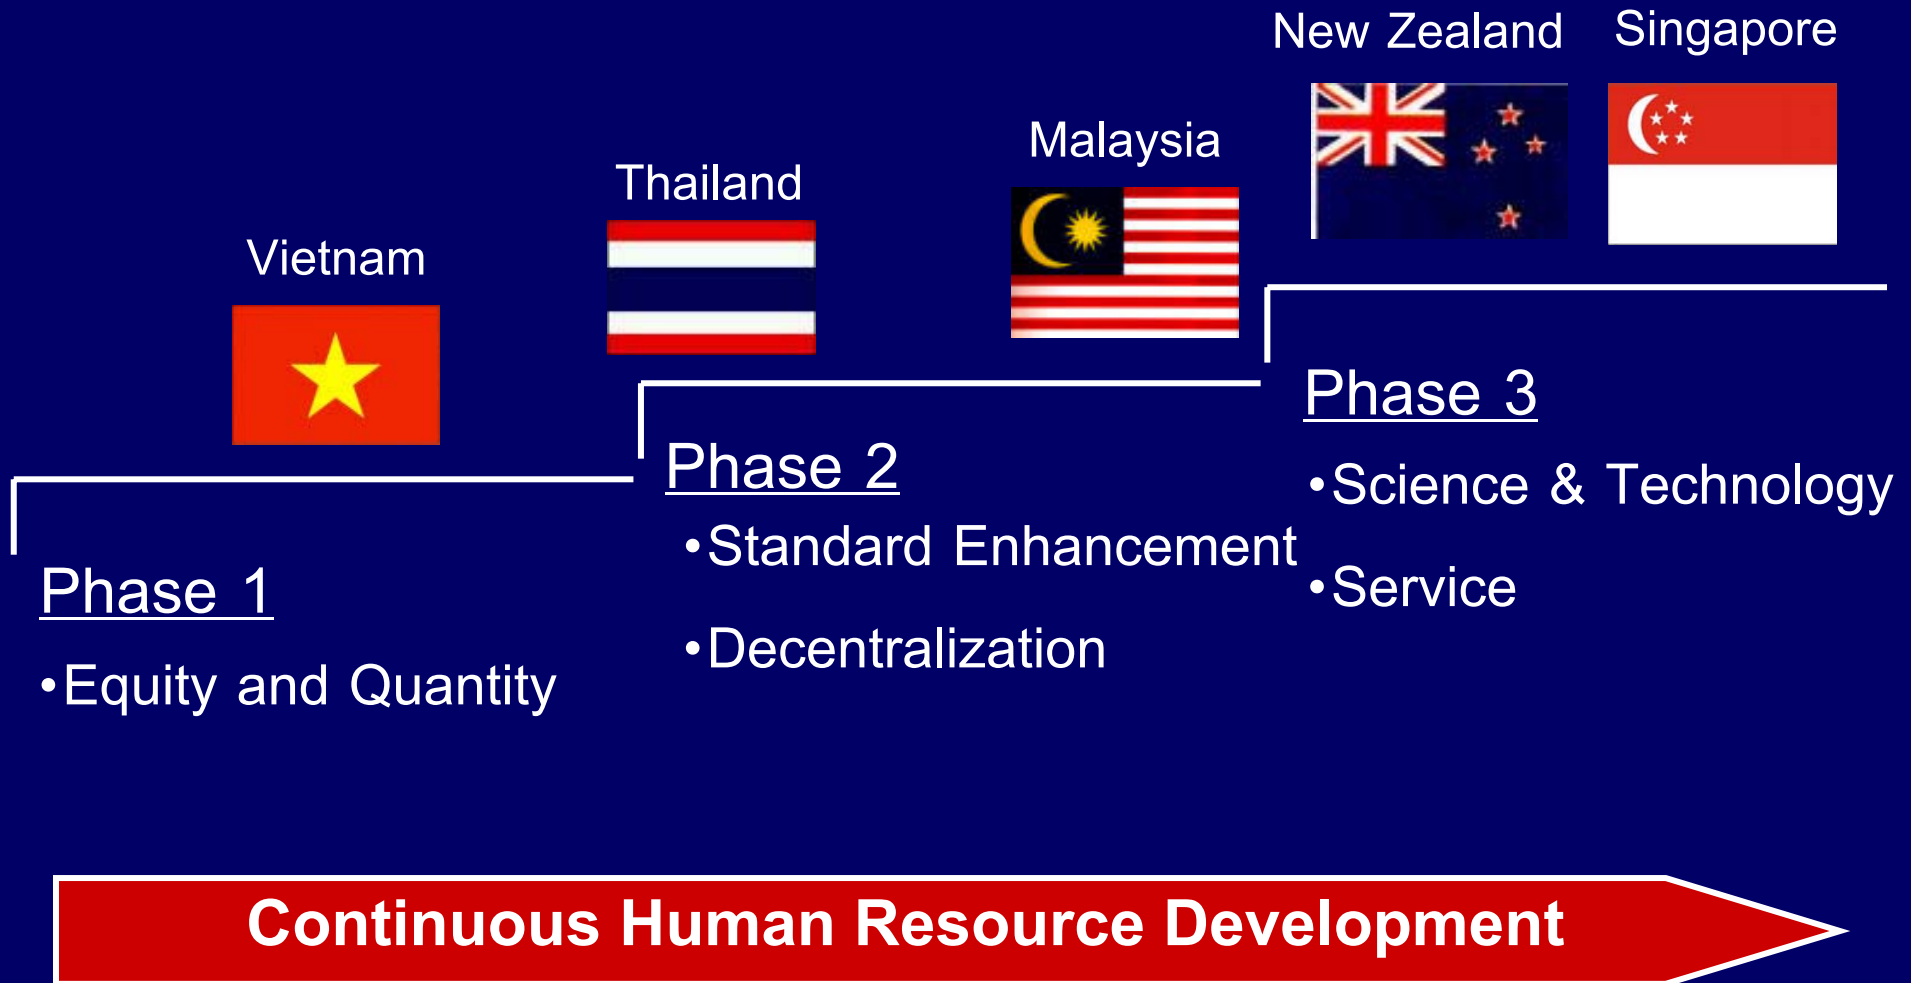 New Zealand
Singapore
Malaysia
Thailand
Vietnam
Phase 3
•Science & Technology
•Service
Phase 2
•Standard Enhancement
•Decentralization
Phase 1
•Equity and Quantity
Continuous Human Resource Development